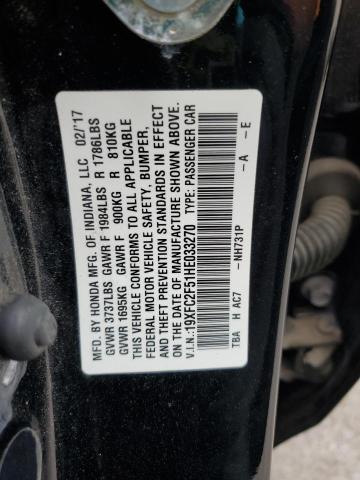 MFD. BY HONDA MFG. OF INDIANA, LLC 02/'17
GVWR 3737LBS GAWR F 1984LBS R 1786LBS
GVWR 1695KG GAWR F 900KG R 810KG
THIS VEHICLE CONFORMS TO ALL APPLICABLE
FEDERAL MOTOR VEHICLE SAFETY, BUMPER,
AND THEFT PREVENTION STANDARDS IN EFFECT
ON THE DATE OF MANUFACTURE SHOWN ABOVE.
V.I.N.: 19XFC2F51HE033270 TYPE: PASSENGER CAR
TBA H AC7 - NH731P - A - E